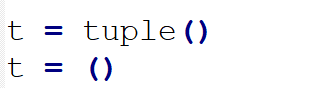 t = tuple()
t = ()